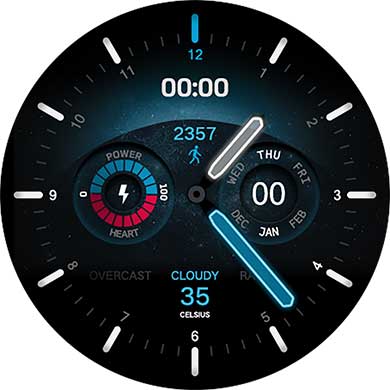 12
11
1
00:00
10
2
2357
POWER
THU
WED
FRI
9
0
100
00
3
HEART
DEC
FEB
JAN
8
4
OVERCAST
CLOUDY
RA
35
CELSIUS
7
5
6